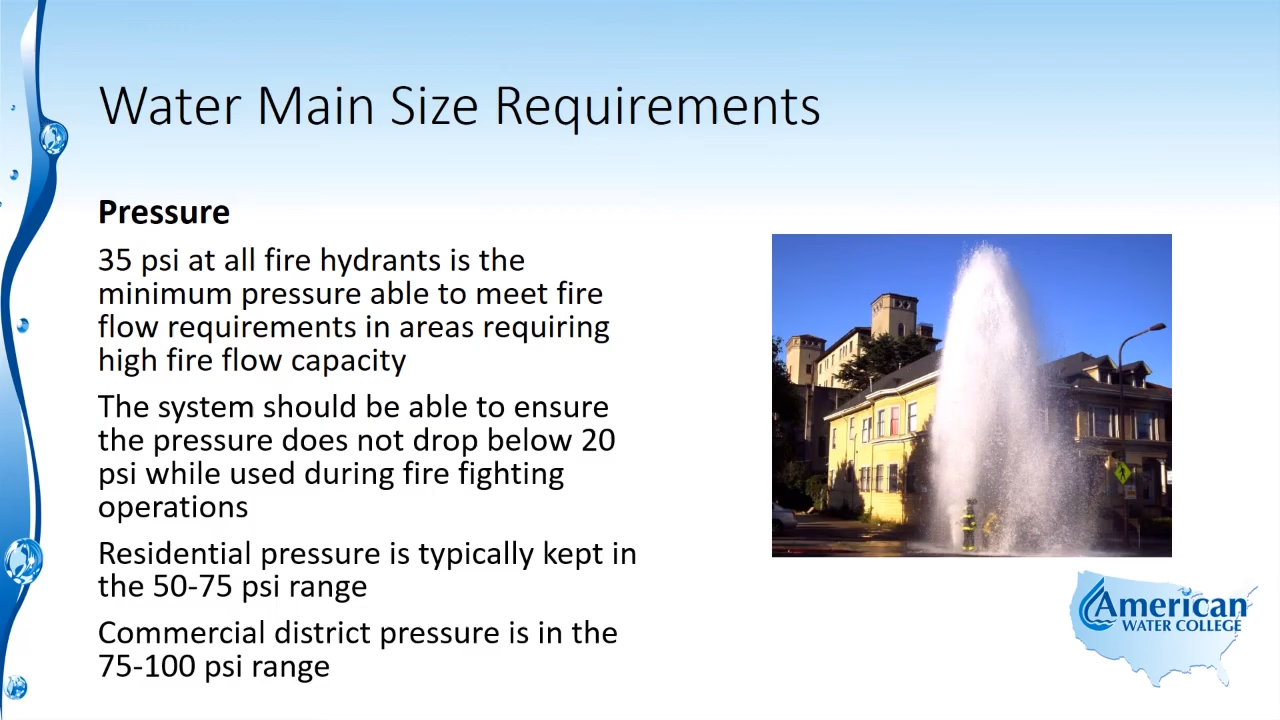 Water Main Size Requirements
Pressure
35 psi at all fire hydrants is the
minimum pressure able to meet fire
flow requirements in areas requiring
high fire flow capacity
The system should be able to ensure
the pressure does not drop below 20
psi while used during fire fighting
operations
Residential pressure is typically kept in
the 50-75 psi range
Commercial district pressure is in the
75-100 psi range
American
WATER COLLEGE